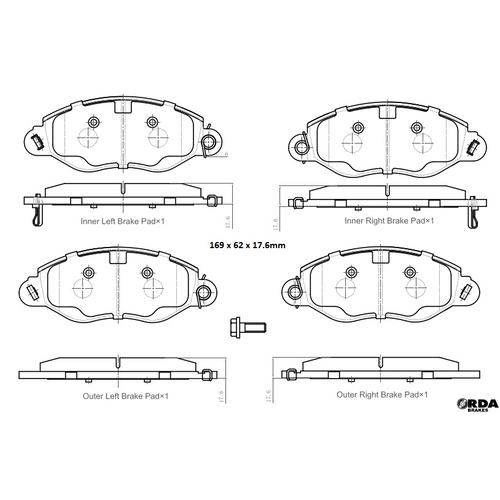 17.6
17.6
Inner Left Brake Pad×1
Inner Right Brake Pad×1
169 x 62 x 17.6mm
17.6
17.6
Outer Left Brake Pad×1
Outer Right Brake Pad×1
RDA
BRAKES